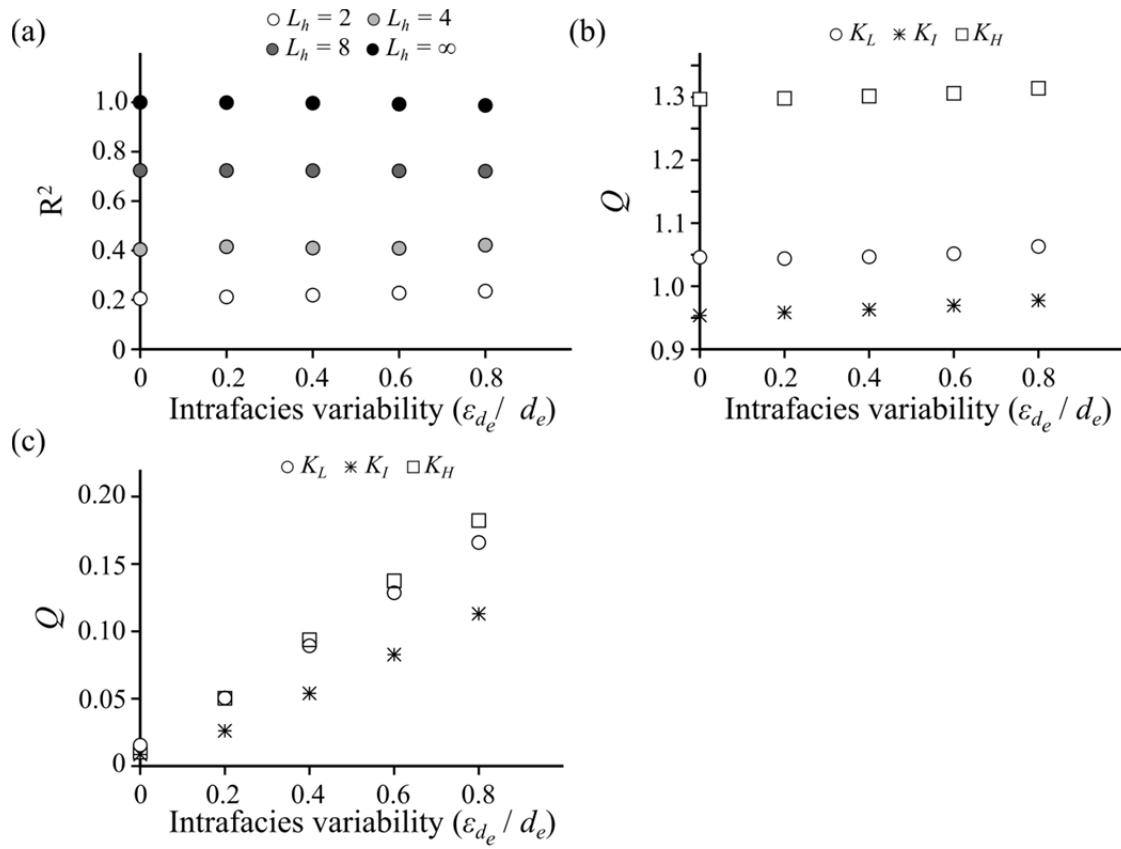 (a)
○ L_h = 2 ● L_h = 4
● L_h = 8 ● L_h = ∞
R²
1.0
0.8
0.6
0.4
0.2
0
0 0.2 0.4 0.6 0.8
Intrafacies variability (ε_{d_e} / d_e)
(b)
○ K_L ✳ K_I □ K_H
Q
1.3
1.2
1.1
1.0
0.9
0 0.2 0.4 0.6 0.8
Intrafacies variability (ε_{d_e} / d_e)
(c)
○ K_L ✳ K_I □ K_H
Q
0.20
0.15
0.10
0.05
0
0 0.2 0.4 0.6 0.8
Intrafacies variability (ε_{d_e} / d_e)